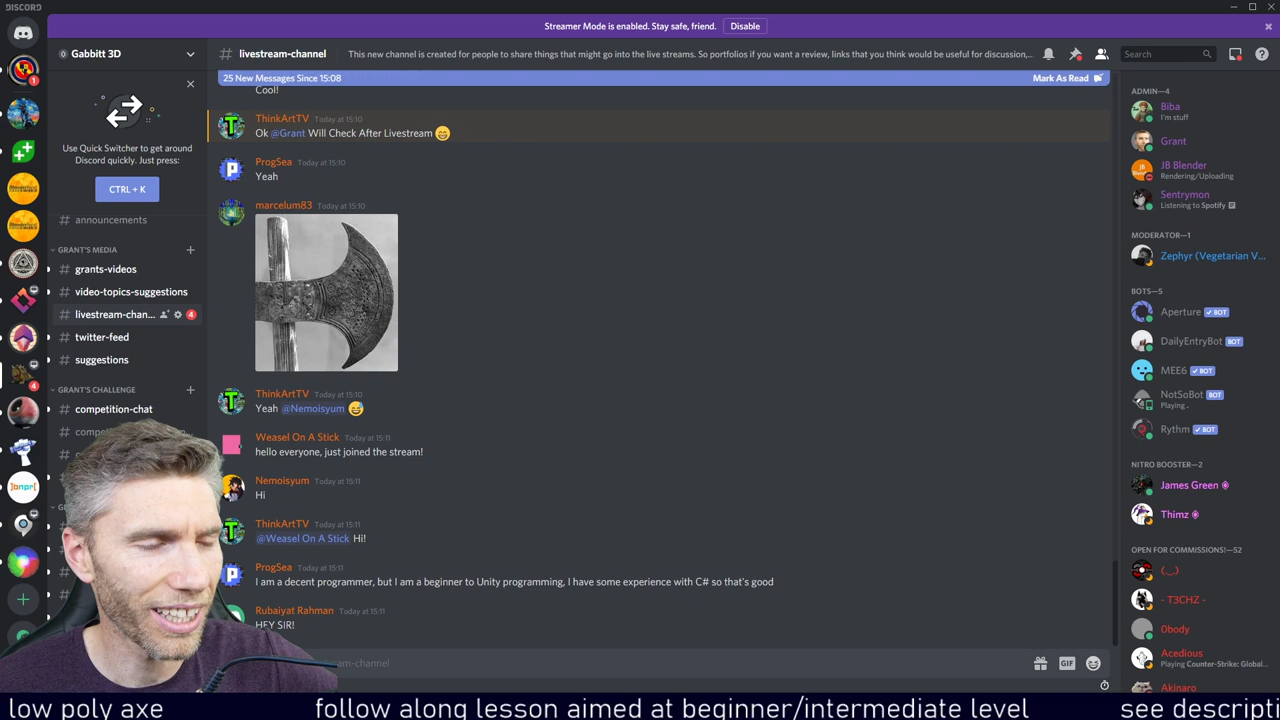 DISCORD
Streamer Mode is enabled. Stay safe, friend.
Disable
Gabbitt 3D
# livestream-channel
This new channel is created for people to share things that might go into the live streams. So portfolios if you want a review, links that you think would be useful for discussion,...
Search
25 New Messages Since 15:08
Mark As Read
Use Quick Switcher to get around
Discord quickly. Just press:
CTRL + K
# announcements
GRANT'S MEDIA
# grants-videos
# video-topics-suggestions
# livestream-chan...
4
# twitter-feed
# suggestions
GRANT'S CHALLENGE
# competition-chat
1
4
[bnpr]
Cool!
ThinkArtTV Today at 15:10
Ok @Grant Will Check After Livestream
ProgSea Today at 15:10
Yeah
marcelum83 Today at 15:10
ThinkArtTV Today at 15:10
Yeah @Nemoisyum
Weasel On A Stick Today at 15:11
hello everyone, just joined the stream!
Nemoisyum Today at 15:11
Hi
ThinkArtTV Today at 15:11
@Weasel On A Stick Hi!
ProgSea Today at 15:11
I am a decent programmer, but I am a beginner to Unity programming, I have some experience with C# so that's good
Rubaiyat Rahman Today at 15:11
HEY SIR!
am-channel
GIF
ADMIN—4
Biba
I'm stuff
Grant
JB Blender
Rendering/Uploading
Sentrymon
Listening to Spotify
MODERATOR—1
Zephyr (Vegetarian V...
BOTS—5
Aperture BOT
DailyEntryBot BOT
MEE6 BOT
NotSoBot BOT
Playing .
Rythm BOT
NITRO BOOSTER—2
James Green
Thimz
OPEN FOR COMMISSIONS!—52
(._.)
- T3CHZ -
0body
Acedious
Playing Counter-Strike: Global...
Akinaro
low poly axe
follow along lesson aimed at beginner/intermediate level
see descripti